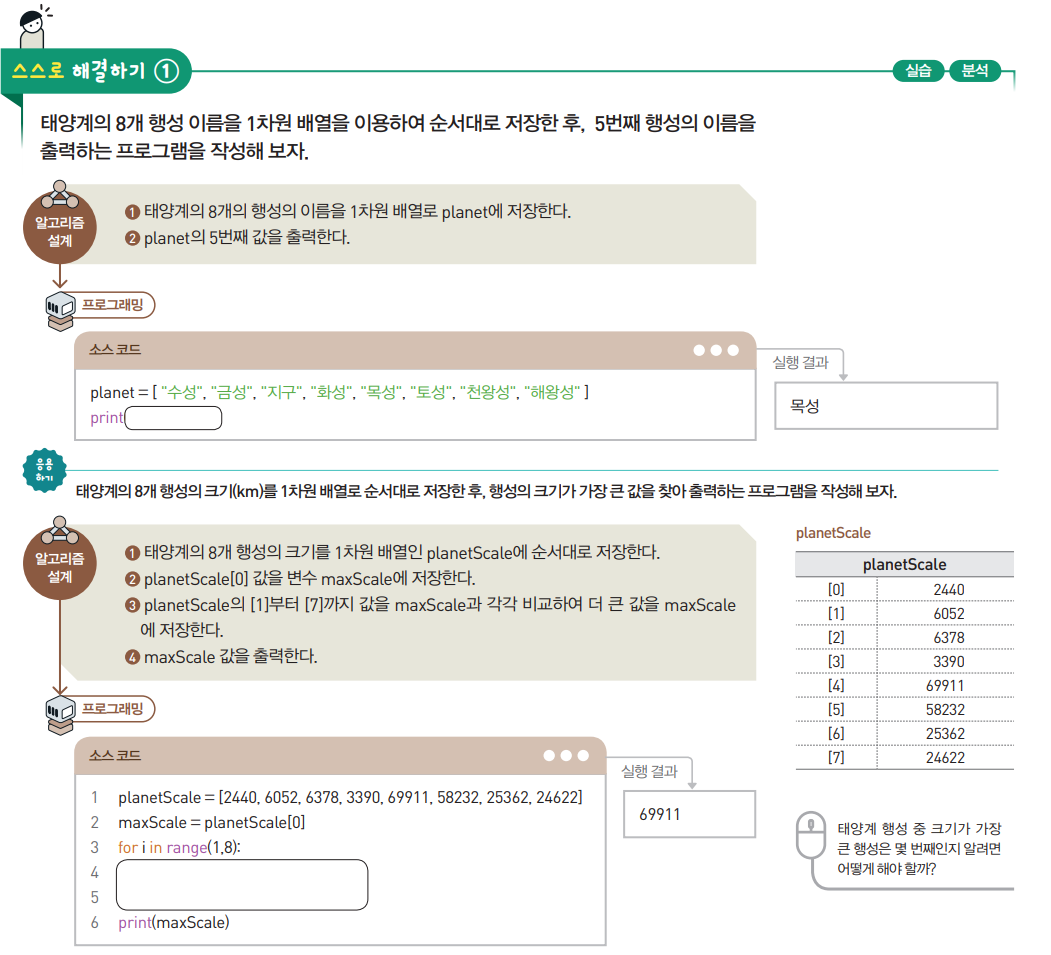 스스로 해결하기 ①
실습 분석
태양계의 8개 행성 이름을 1차원 배열을 이용하여 순서대로 저장한 후, 5번째 행성의 이름을
출력하는 프로그램을 작성해 보자.
알고리즘
설계
❶ 태양계의 8개의 행성의 이름을 1차원 배열로 planet에 저장한다.
❷ planet의 5번째 값을 출력한다.
프로그래밍
소스 코드
planet = [ "수성", "금성", "지구", "화성", "목성", "토성", "천왕성", "해왕성" ]
print
실행 결과
목성
응용
하기
태양계의 8개 행성의 크기(km)를 1차원 배열로 순서대로 저장한 후, 행성의 크기가 가장 큰 값을 찾아 출력하는 프로그램을 작성해 보자.
알고리즘
설계
❶ 태양계의 8개 행성의 크기를 1차원 배열인 planetScale에 순서대로 저장한다.
❷ planetScale[0] 값을 변수 maxScale에 저장한다.
❸ planetScale의 [1]부터 [7]까지 값을 maxScale과 각각 비교하여 더 큰 값을 maxScale
에 저장한다.
❹ maxScale 값을 출력한다.
planetScale
planetScale
[0] 2440
[1] 6052
[2] 6378
[3] 3390
[4] 69911
[5] 58232
[6] 25362
[7] 24622
프로그래밍
소스 코드
1 planetScale = [2440, 6052, 6378, 3390, 69911, 58232, 25362, 24622]
2 maxScale = planetScale[0]
3 for i in range(1,8):
4
5
6 print(maxScale)
실행 결과
69911
태양계 행성 중 크기가 가장
큰 행성은 몇 번째인지 알려면
어떻게 해야 할까?